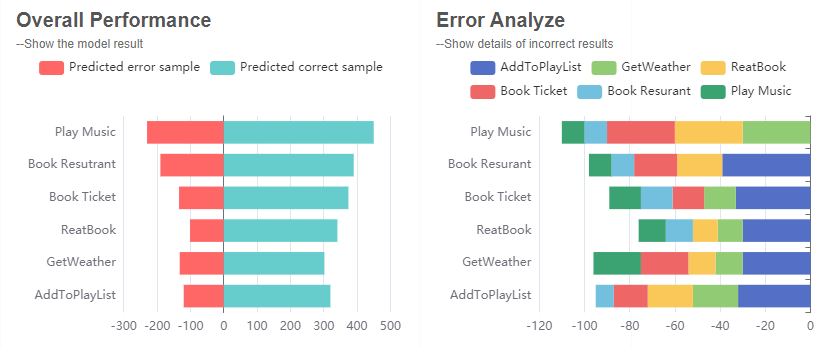 Overall Performance
--Show the model result
Predicted error sample Predicted correct sample
Play Music
Book Resutrant
Book Ticket
ReatBook
GetWeather
AddToPlayList
-300 -200 -100 0 100 200 300 400 500
Error Analyze
--Show details of incorrect results
AddToPlayList GetWeather ReatBook
Book Ticket Book Resurant Play Music
Play Music
Book Resurant
Book Ticket
ReatBook
GetWeather
AddToPlayList
-120 -100 -80 -60 -40 -20 0